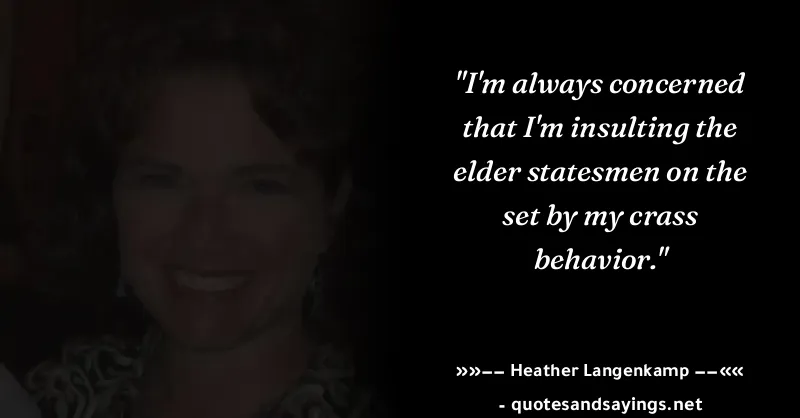 "I'm always concerned
that I'm insulting the
elder statesmen on the
set by my crass
behavior."
»»−− Heather Langenkamp −−««
- quotesandsayings.net